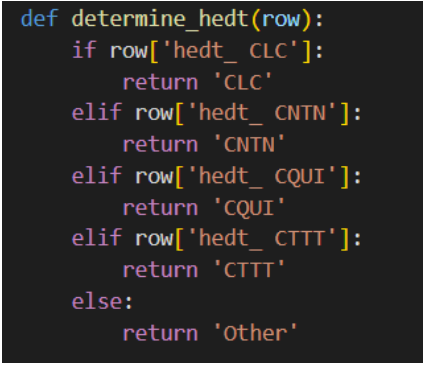 def determine_hedt(row):
    if row['hedt_ CLC']:
        return 'CLC'
    elif row['hedt_ CNTN']:
        return 'CNTN'
    elif row['hedt_ CQUI']:
        return 'CQUI'
    elif row['hedt_ CTTT']:
        return 'CTTT'
    else:
        return 'Other'